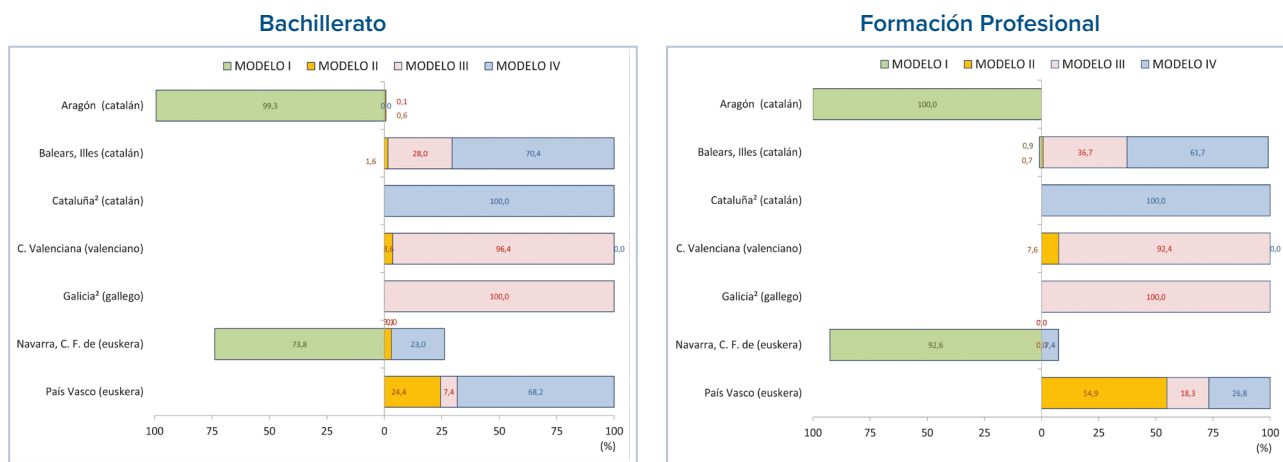 Bachillerato
MODELO I MODELO II MODELO III MODELO IV
Aragón (catalán) 99,3 0,0 0,1
0,6
Balears, Illes (catalán) 1,6 28,0 70,4
Cataluña² (catalán) 100,0
C. Valenciana (valenciano) 3,6 96,4 0,0
Galicia² (gallego) 100,0
Navarra, C. F. de (euskera) 73,8 3,1 0,0 23,0
País Vasco (euskera) 24,4 7,4 68,2
100 75 50 25 0 25 50 75 100
(%)
Formación Profesional
MODELO I MODELO II MODELO III MODELO IV
Aragón (catalán) 100,0
Balears, Illes (catalán) 0,9 0,7 36,7 61,7
Cataluña² (catalán) 100,0
C. Valenciana (valenciano) 7,6 92,4 0,0
Galicia² (gallego) 100,0
Navarra, C. F. de (euskera) 92,6 0,0 7,4
País Vasco (euskera) 54,9 18,3 26,8
100 75 50 25 0 25 50 75 100
(%)